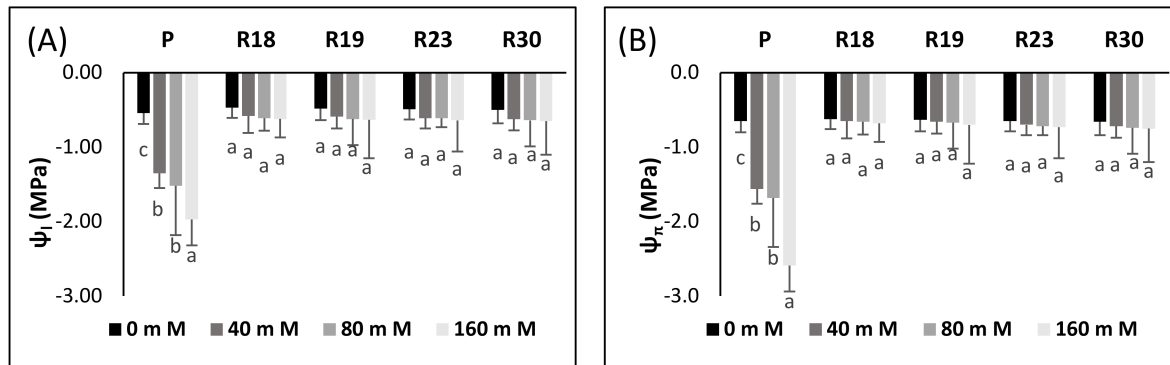 (A)
P R18 R19 R23 R30
0.00
-1.00
-2.00
-3.00
ψl (MPa)
c b b a a a a a a a a a a a a a a a a a
0 m M 40 m M 80 m M 160 m M
(B)
P R18 R19 R23 R30
0.0
-1.0
-2.0
-3.0
ψπ (MPa)
c b b a a a a a a a a a a a a a a a a a
0 m M 40 m M 80 m M 160 m M